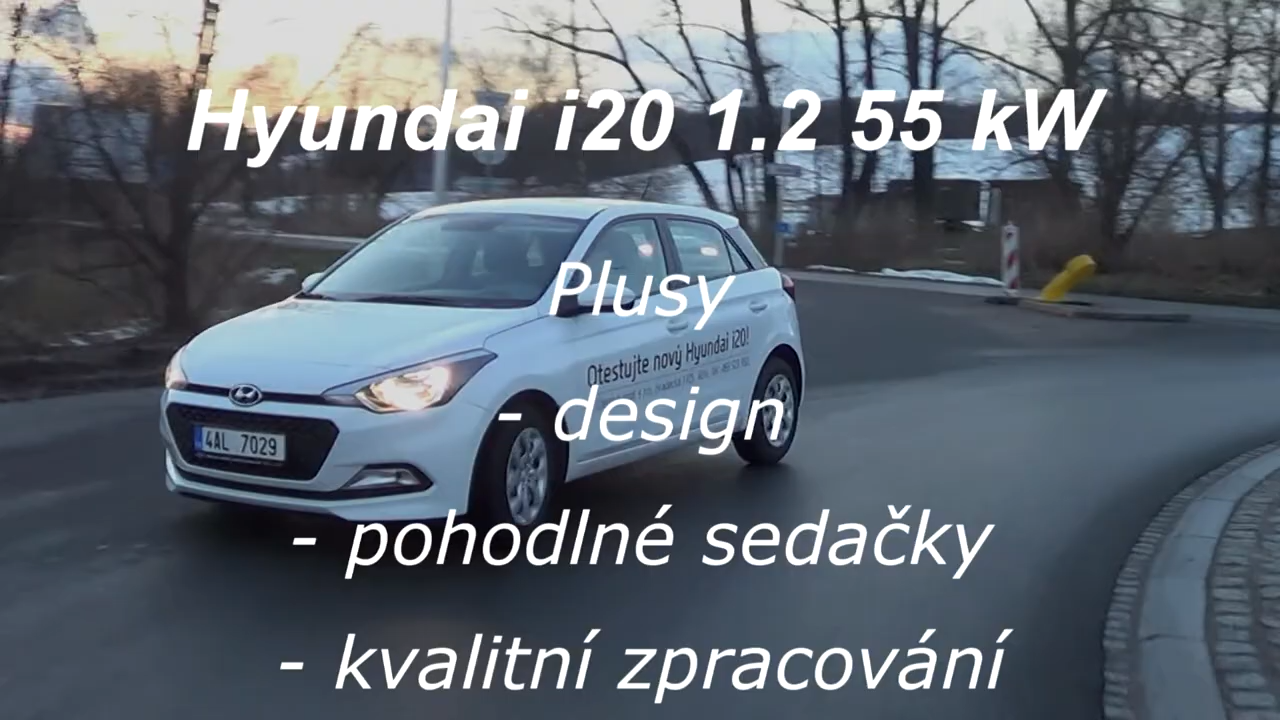 Hyundai i20 1.2 55 kW
Plusy
Otestujte nový Hyundai i20!
- design
4AL 7029
- pohodlné sedačky
- kvalitní zpracování